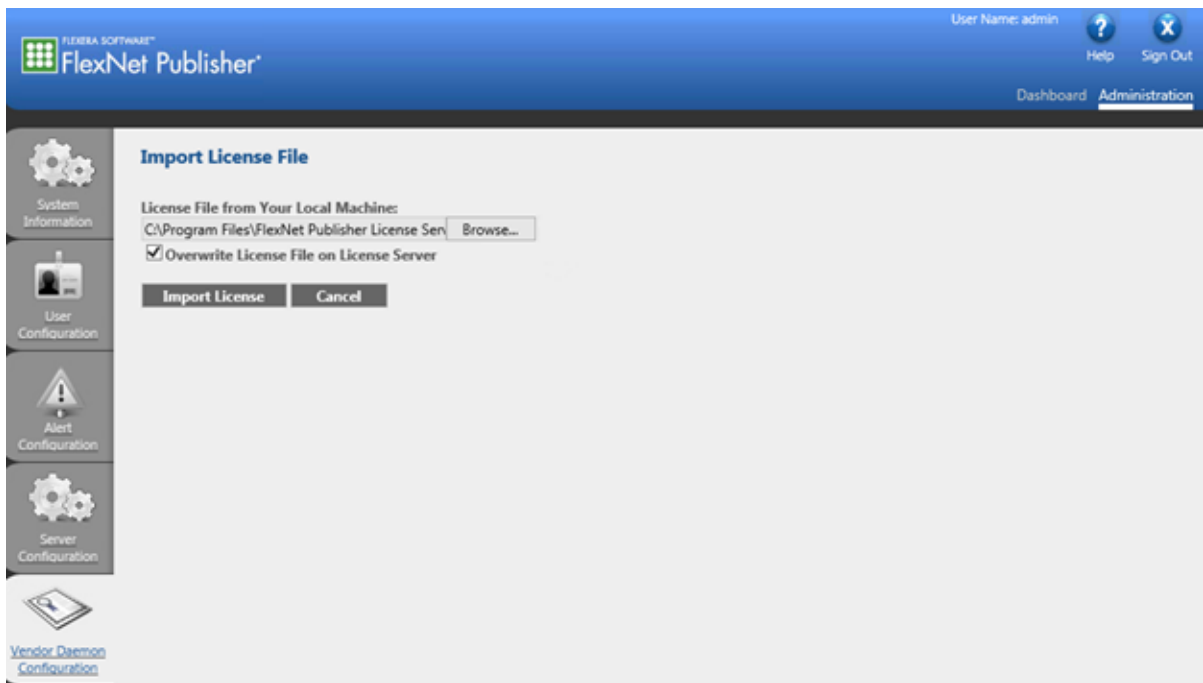 User Name: admin
FLEXERA SOFTWARE™
FlexNet Publisher®
Help
Sign Out
Dashboard
Administration
System
Information
User
Configuration
Alert
Configuration
Server
Configuration
Vendor Daemon
Configuration
Import License File
License File from Your Local Machine:
C:\Program Files\FlexNet Publisher License Ser
Browse...
Overwrite License File on License Server
Import License
Cancel